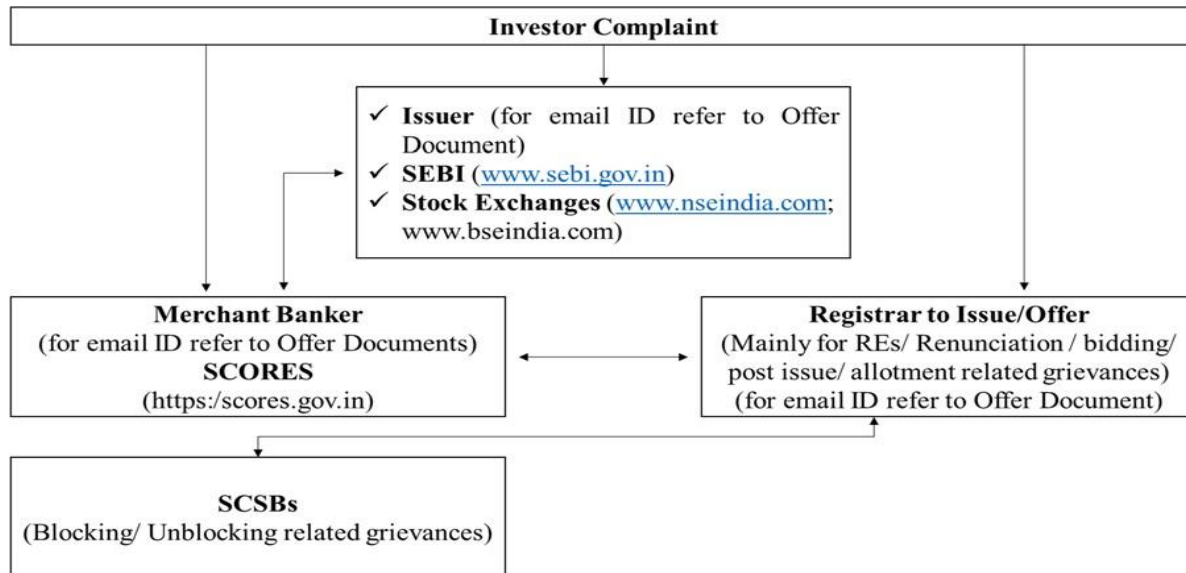 Investor Complaint
✓ Issuer (for email ID refer to Offer
Document)
✓ SEBI (www.sebi.gov.in)
✓ Stock Exchanges (www.nseindia.com;
www.bseindia.com)
Merchant Banker
(for email ID refer to Offer Documents)
SCORES
(https:/scores.gov.in)
Registrar to Issue/Offer
(Mainly for REs/ Renunciation / bidding/
post issue/ allotment related grievances)
(for email ID refer to Offer Document)
SCSBs
(Blocking/ Unblocking related grievances)